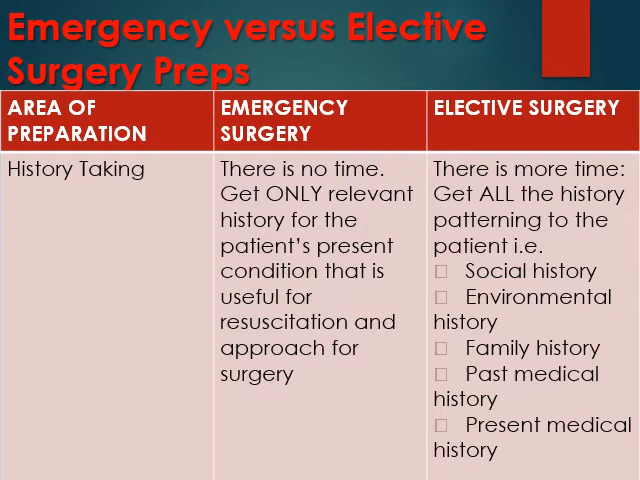 Emergency versus Elective
Surgery Preps
AREA OF
PREPARATION
EMERGENCY
SURGERY
ELECTIVE SURGERY
History Taking
There is no time.
Get ONLY relevant
history for the
patient’s present
condition that is
useful for
resuscitation and
approach for
surgery
There is more time:
Get ALL the history
patterning to the
patient i.e.
Social history
Environmental
history
Family history
Past medical
history
Present medical
history